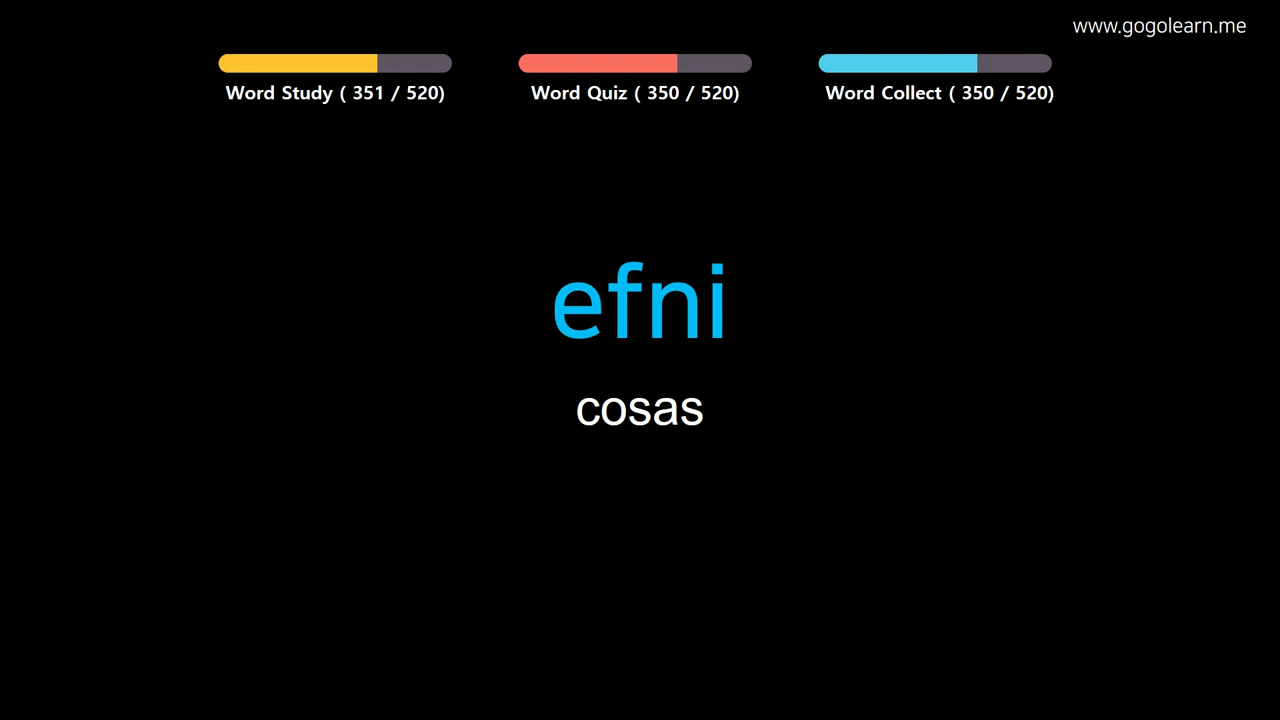 www.gogolearn.me
Word Study ( 351 / 520)
Word Quiz ( 350 / 520)
Word Collect ( 350 / 520)
efni
cosas